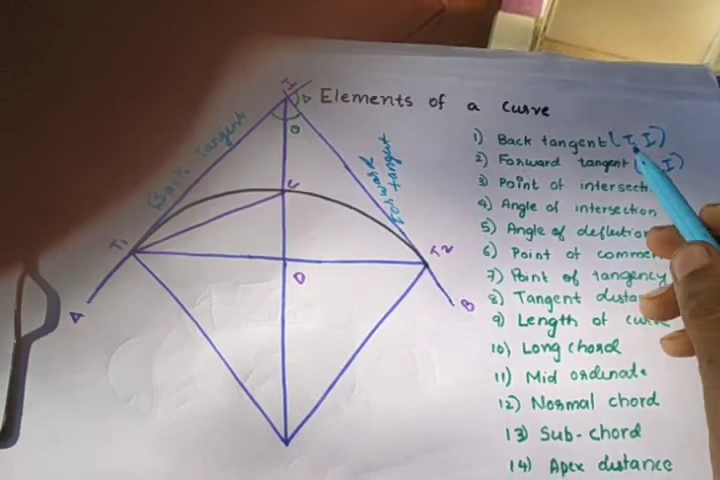 I
Δ
Elements of a curve
θ
Back tangent
Forward
tangent
C
T1
T2
D
A
B
1) Back tangent (T, I)
2) Forward tangent ( I)
3) Point of intersecti
4) Angle of intersection
5) Angle of deflection
6) Point of commen
7) Point of tangency
8) Tangent dista
9) Length of curve
10) Long chord
11) Mid ordinate
12) Normal chord
13) Sub-chord
14) Apex distance